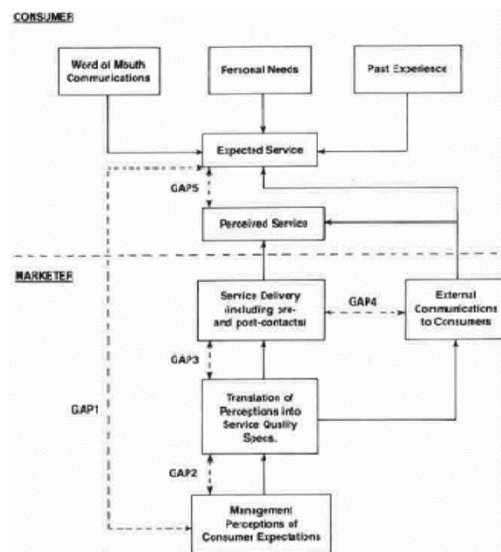 CONSUMER
Word of Mouth
Communications
Personal Needs
Past Experience
Expected Service
GAP5
Perceived Service
MARKETER
Service Delivery
(including pre-
and post-contacts)
GAP4
External
Communications
to Consumers
GAP3
Translation of
Perceptions into
Service Quality
Specs.
GAP1
GAP2
Management
Perceptions of
Consumer Expectations